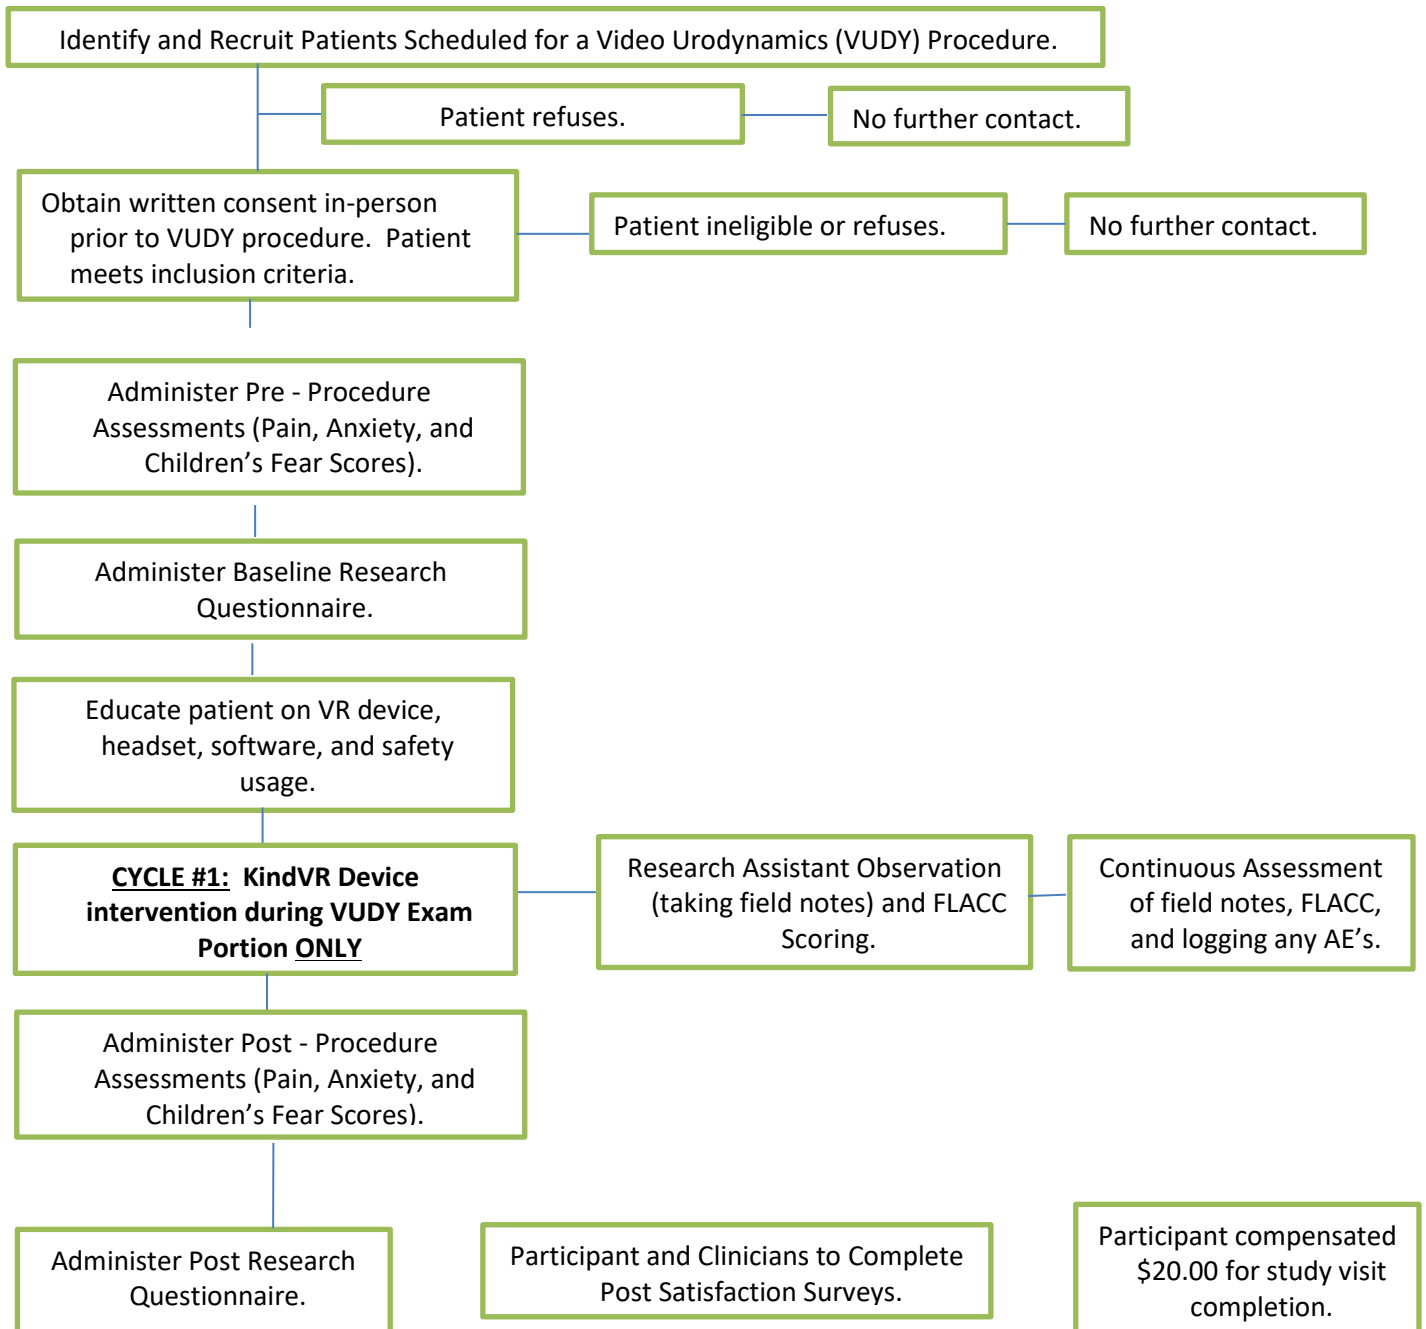 Identify and Recruit Patients Scheduled for a Video Urodynamics (VUDY) Procedure.
Patient refuses.
No further contact.
Obtain written consent in-person
prior to VUDY procedure.  Patient
meets inclusion criteria.
Patient ineligible or refuses.
No further contact.
Administer Pre - Procedure
Assessments (Pain, Anxiety, and
Children’s Fear Scores).
Administer Baseline Research
Questionnaire.
Educate patient on VR device,
headset, software, and safety
usage.
CYCLE #1:  KindVR Device
intervention during VUDY Exam
Portion ONLY
Research Assistant Observation
(taking field notes) and FLACC
Scoring.
Continuous Assessment
of field notes, FLACC,
and logging any AE’s.
Administer Post - Procedure
Assessments (Pain, Anxiety, and
Children’s Fear Scores).
Administer Post Research
Questionnaire.
Participant and Clinicians to Complete
Post Satisfaction Surveys.
Participant compensated
$20.00 for study visit
completion.